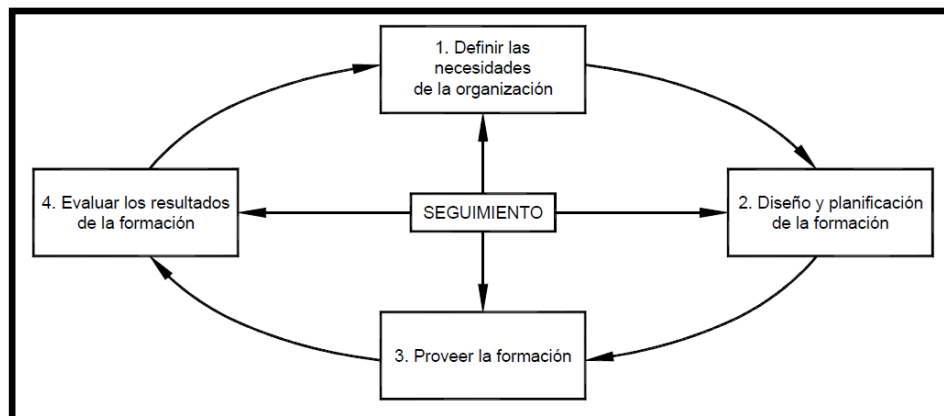 1. Definir las
necesidades
de la organización
4. Evaluar los resultados
de la formación
SEGUIMIENTO
2. Diseño y planificación
de la formación
3. Proveer la formación